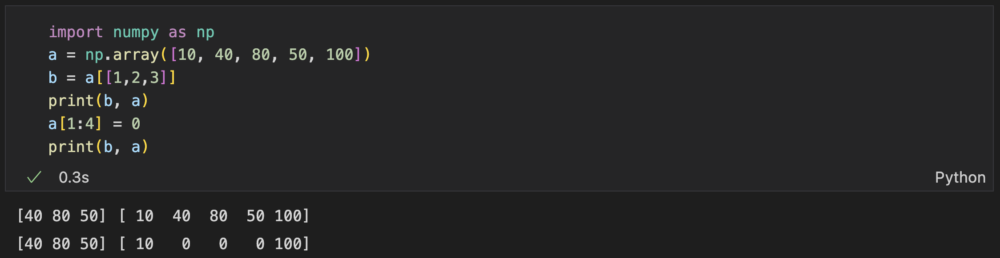 import numpy as np
a = np.array([10, 40, 80, 50, 100])
b = a[[1,2,3]]
print(b, a)
a[1:4] = 0
print(b, a)
0.3s
Python
[40 80 50] [ 10  40  80  50 100]
[40 80 50] [ 10   0   0   0 100]